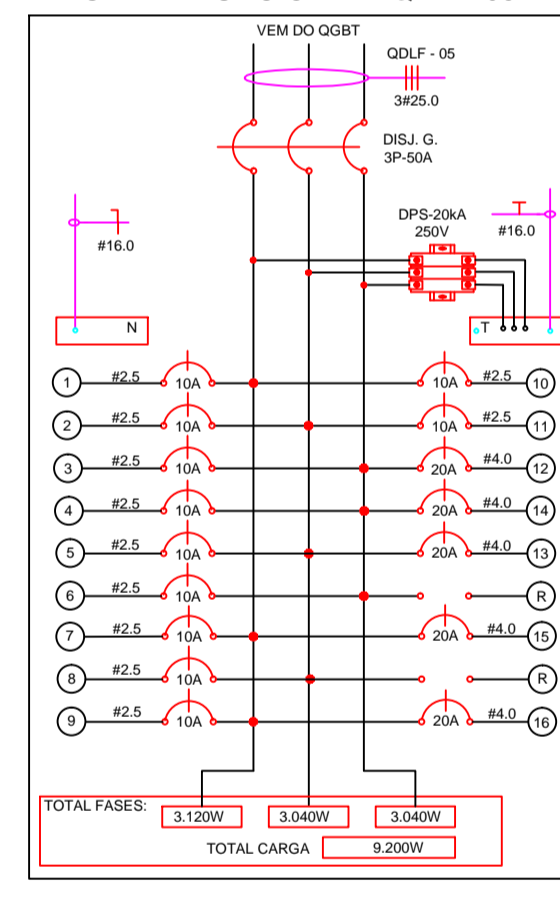 VEM DO QGBT
QDLF - 05
3#25.0
DISJ. G.
3P-50A
DPS-20kA
250V
#16.0
#16.0
N
T
1 #2.5 10A 10A #2.5 10
2 #2.5 10A 10A #2.5 11
3 #2.5 10A 20A #4.0 12
4 #2.5 10A 20A #4.0 14
5 #2.5 10A 20A #4.0 13
6 #2.5 10A R
7 #2.5 10A 20A #4.0 15
8 #2.5 10A R
9 #2.5 10A 20A #4.0 16
TOTAL FASES:
3.120W 3.040W 3.040W
TOTAL CARGA 9.200W